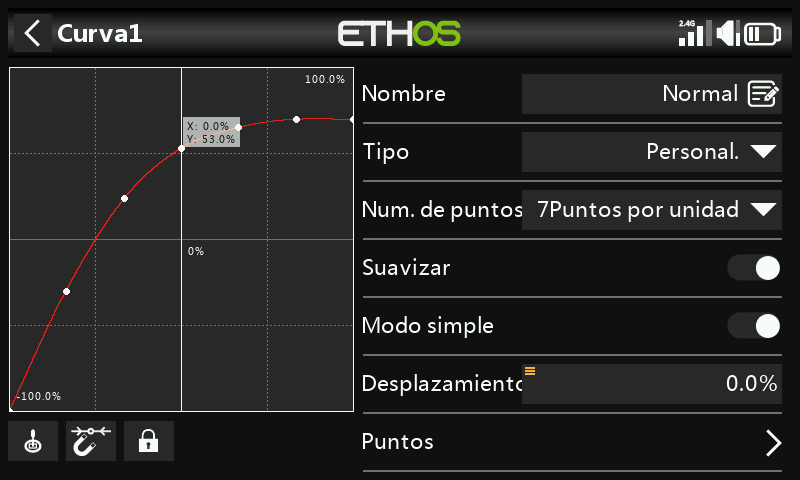 Curva1
ETHOS
2.4G
100.0%
X: 0.0%
Y: 53.0%
0%
-100.0%
Nombre
Normal
Tipo
Personal.
Num. de puntos
7Puntos por unidad
Suavizar
Modo simple
Desplazamiento
0.0%
Puntos